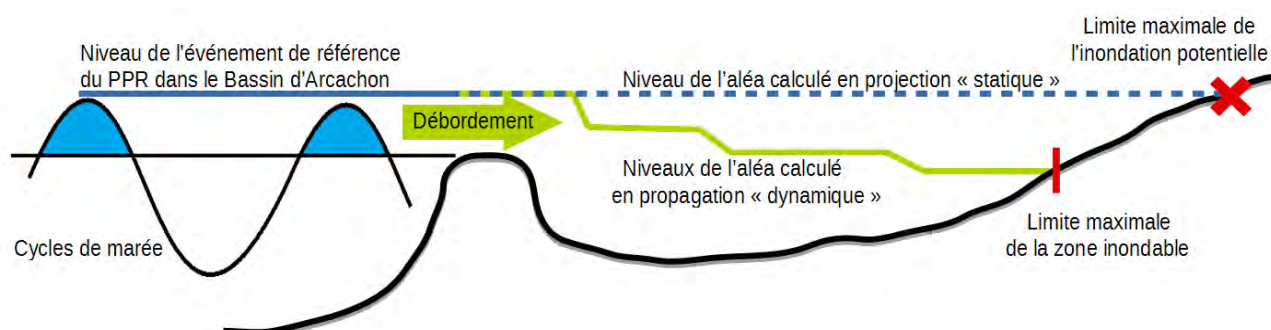 Niveau de l'événement de référence
du PPR dans le Bassin d'Arcachon
Niveau de l'aléa calculé en projection « statique »
Limite maximale de
l'inondation potentielle
Débordement
Niveaux de l'aléa calculé
en propagation « dynamique »
Cycles de marée
Limite maximale
de la zone inondable